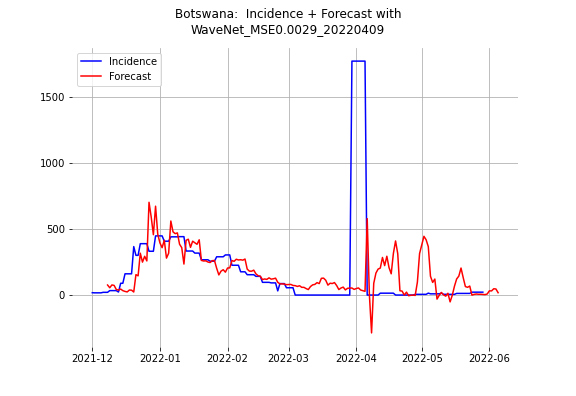 Botswana:  Incidence + Forecast with
WaveNet_MSE0.0029_20220409
Incidence
Forecast
1500
1000
500
0
2021-12 2022-01 2022-02 2022-03 2022-04 2022-05 2022-06